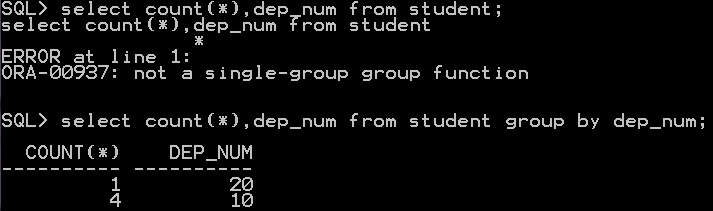 SQL> select count(*),dep_num from student;
select count(*),dep_num from student
                *
ERROR at line 1:
ORA-00937: not a single-group group function
SQL> select count(*),dep_num from student group by dep_num;
  COUNT(*)    DEP_NUM
---------- ----------
         1         20
         4         10